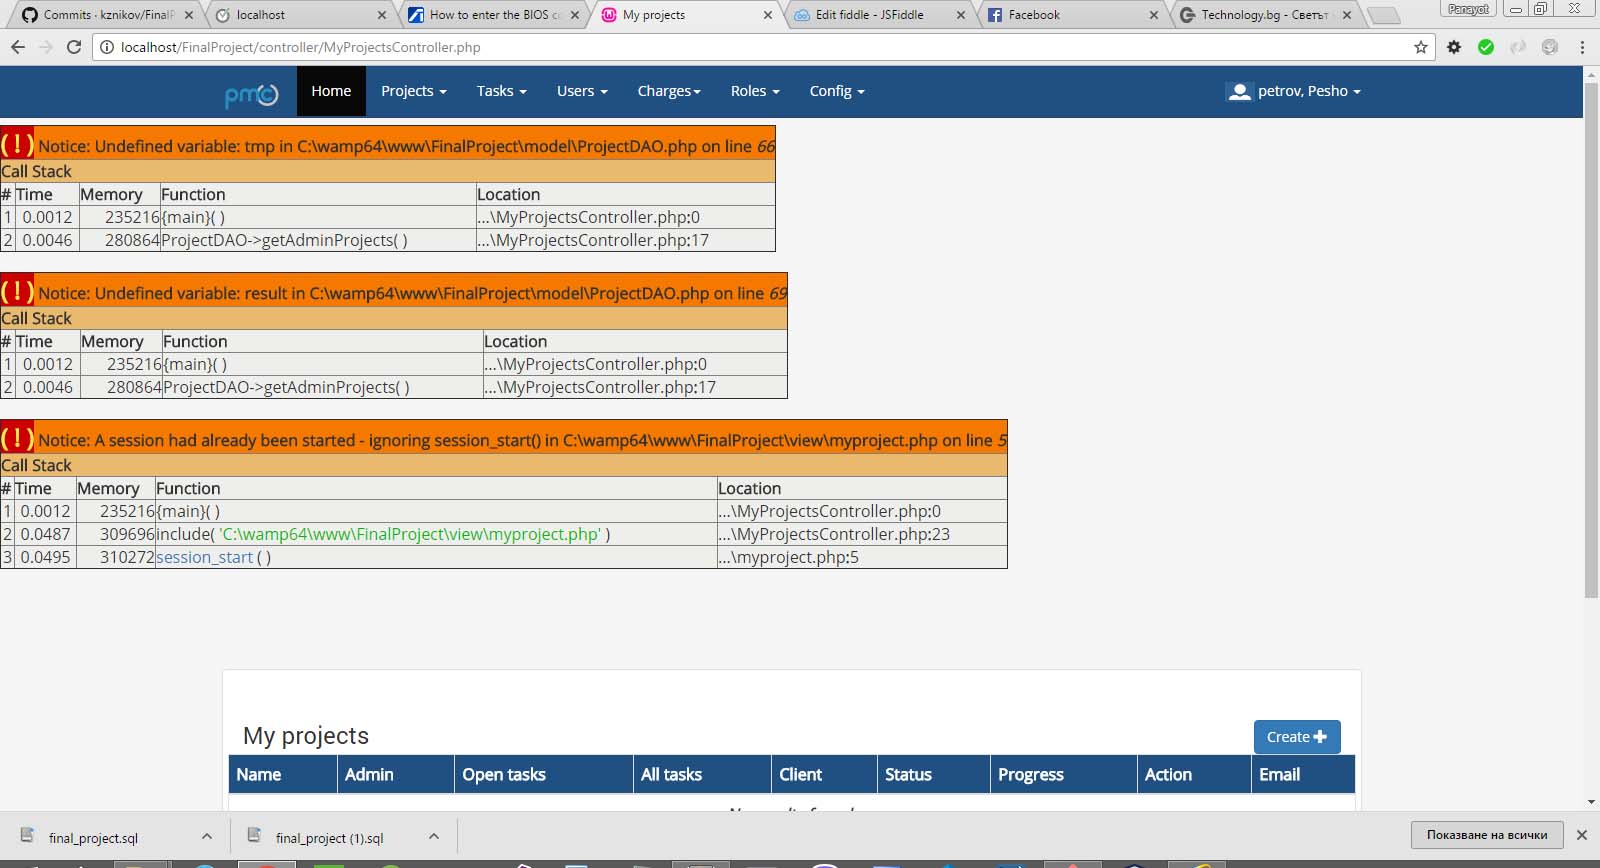 Commits - kznikov/FinalP
localhost
How to enter the BIOS c
My projects
Edit fiddle - JSFiddle
Facebook
Technology.bg - Светът
Panayot
localhost/FinalProject/controller/MyProjectsController.php
pmc
Home
Projects
Tasks
Users
Charges
Roles
Config
petrov, Pesho
( ! ) Notice: Undefined variable: tmp in C:\wamp64\www\FinalProject\model\ProjectDAO.php on line 66
Call Stack
# Time Memory Function Location
1 0.0012 235216 {main}( ) ...\MyProjectsController.php:0
2 0.0046 280864 ProjectDAO->getAdminProjects( ) ...\MyProjectsController.php:17
( ! ) Notice: Undefined variable: result in C:\wamp64\www\FinalProject\model\ProjectDAO.php on line 69
Call Stack
# Time Memory Function Location
1 0.0012 235216 {main}( ) ...\MyProjectsController.php:0
2 0.0046 280864 ProjectDAO->getAdminProjects( ) ...\MyProjectsController.php:17
( ! ) Notice: A session had already been started - ignoring session_start() in C:\wamp64\www\FinalProject\view\myproject.php on line 5
Call Stack
# Time Memory Function Location
1 0.0012 235216 {main}( ) ...\MyProjectsController.php:0
2 0.0487 309696 include( 'C:\wamp64\www\FinalProject\view\myproject.php' ) ...\MyProjectsController.php:23
3 0.0495 310272 session_start ( ) ...\myproject.php:5
My projects
Create
Name Admin Open tasks All tasks Client Status Progress Action Email
final_project.sql
final_project (1).sql
Показване на всички